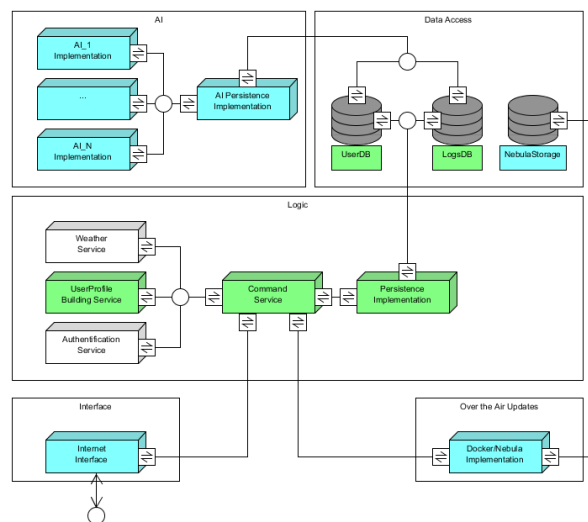 AI
AI_1
Implementation
...
AI_N
Implementation
AI Persistence
Implementation
Data Access
UserDB
LogsDB
NebulaStorage
Logic
Weather
Service
UserProfile
Building Service
Authentification
Service
Command
Service
Persistence
Implementation
Interface
Internet
Interface
Over the Air Updates
Docker/Nebula
Implementation